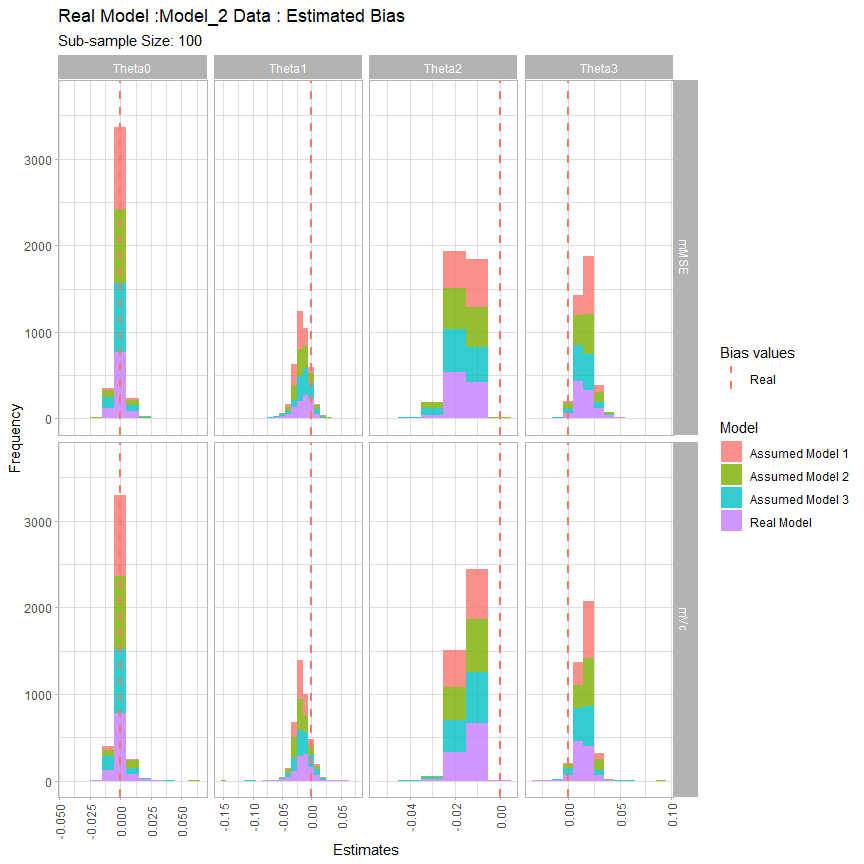 Real Model :Model_2 Data : Estimated Bias
Sub-sample Size: 100
Theta0 Theta1 Theta2 Theta3
3000
2000
1000
0
mMSE
3000
2000
1000
0
mVc
Frequency
-0.050 -0.025 0.000 0.025 0.050 -0.15 -0.10 -0.05 0.00 0.05 -0.04 -0.02 0.00 0.00 0.05 0.10
Estimates
Bias values
Real
Model
Assumed Model 1
Assumed Model 2
Assumed Model 3
Real Model